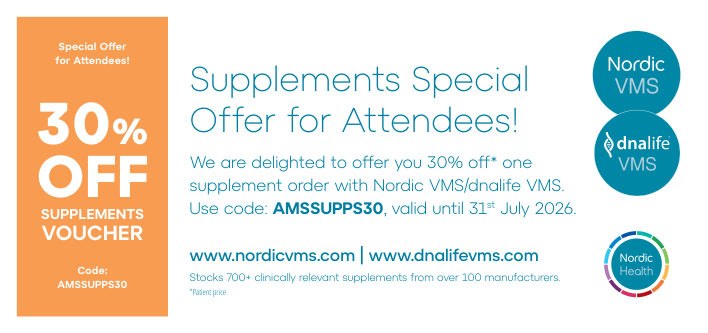 Special Offer
for Attendees!
30%
OFF
SUPPLEMENTS
VOUCHER
Code:
AMSSUPPS30
Supplements Special
Offer for Attendees!
We are delighted to offer you 30% off* one
supplement order with Nordic VMS/dnalife VMS.
Use code: AMSSUPPS30, valid until 31st July 2026.
www.nordicvms.com | www.dnalifevms.com
Stocks 700+ clinically relevant supplements from over 100 manufacturers.
*Patient price
Nordic
VMS
dnalife
VMS
Nordic
Health